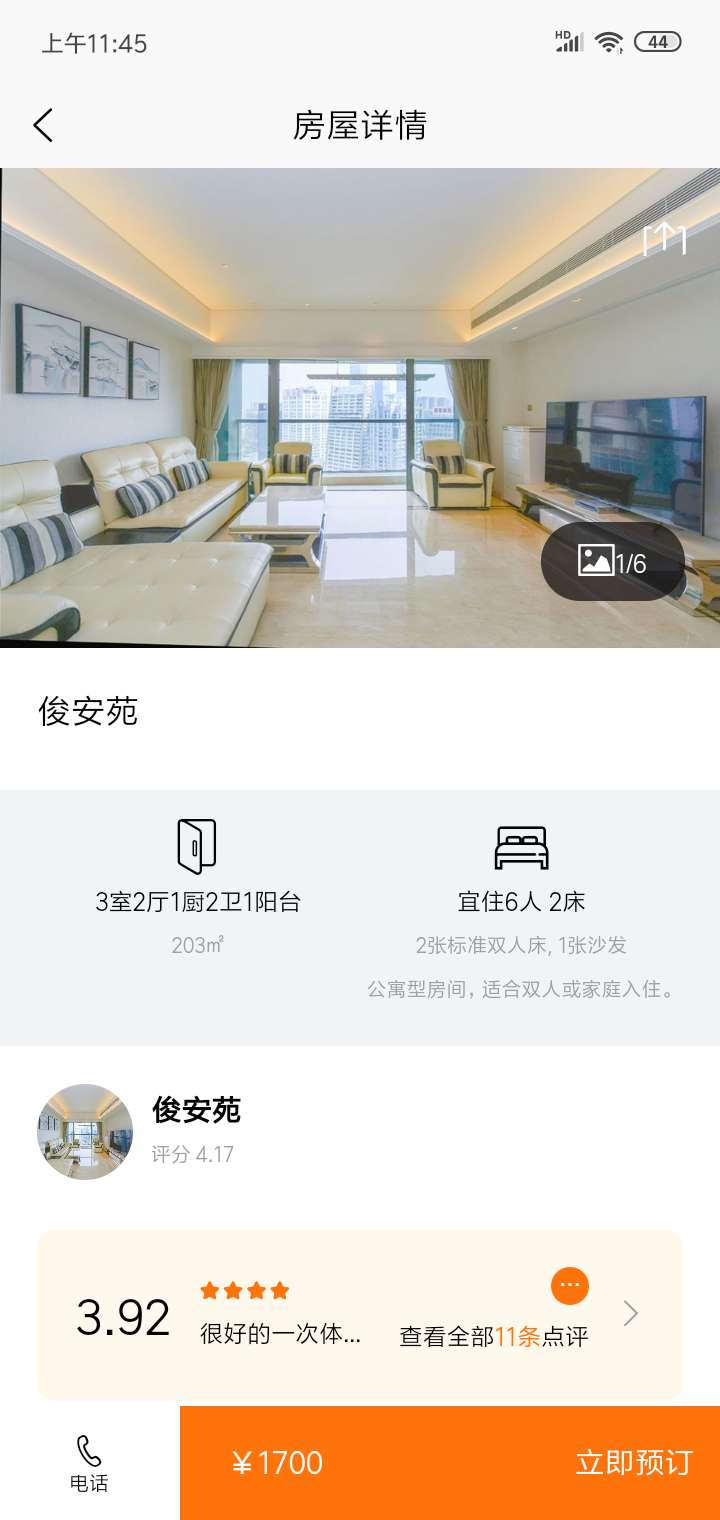 上午11:45
HD
44
房屋详情
1/6
俊安苑
3室2厅1厨2卫1阳台
203㎡
宜住6人 2床
2张标准双人床, 1张沙发
公寓型房间，适合双人或家庭入住。
俊安苑
评分 4.17
3.92
很好的一次体...
查看全部11条点评
电话
￥1700
立即预订